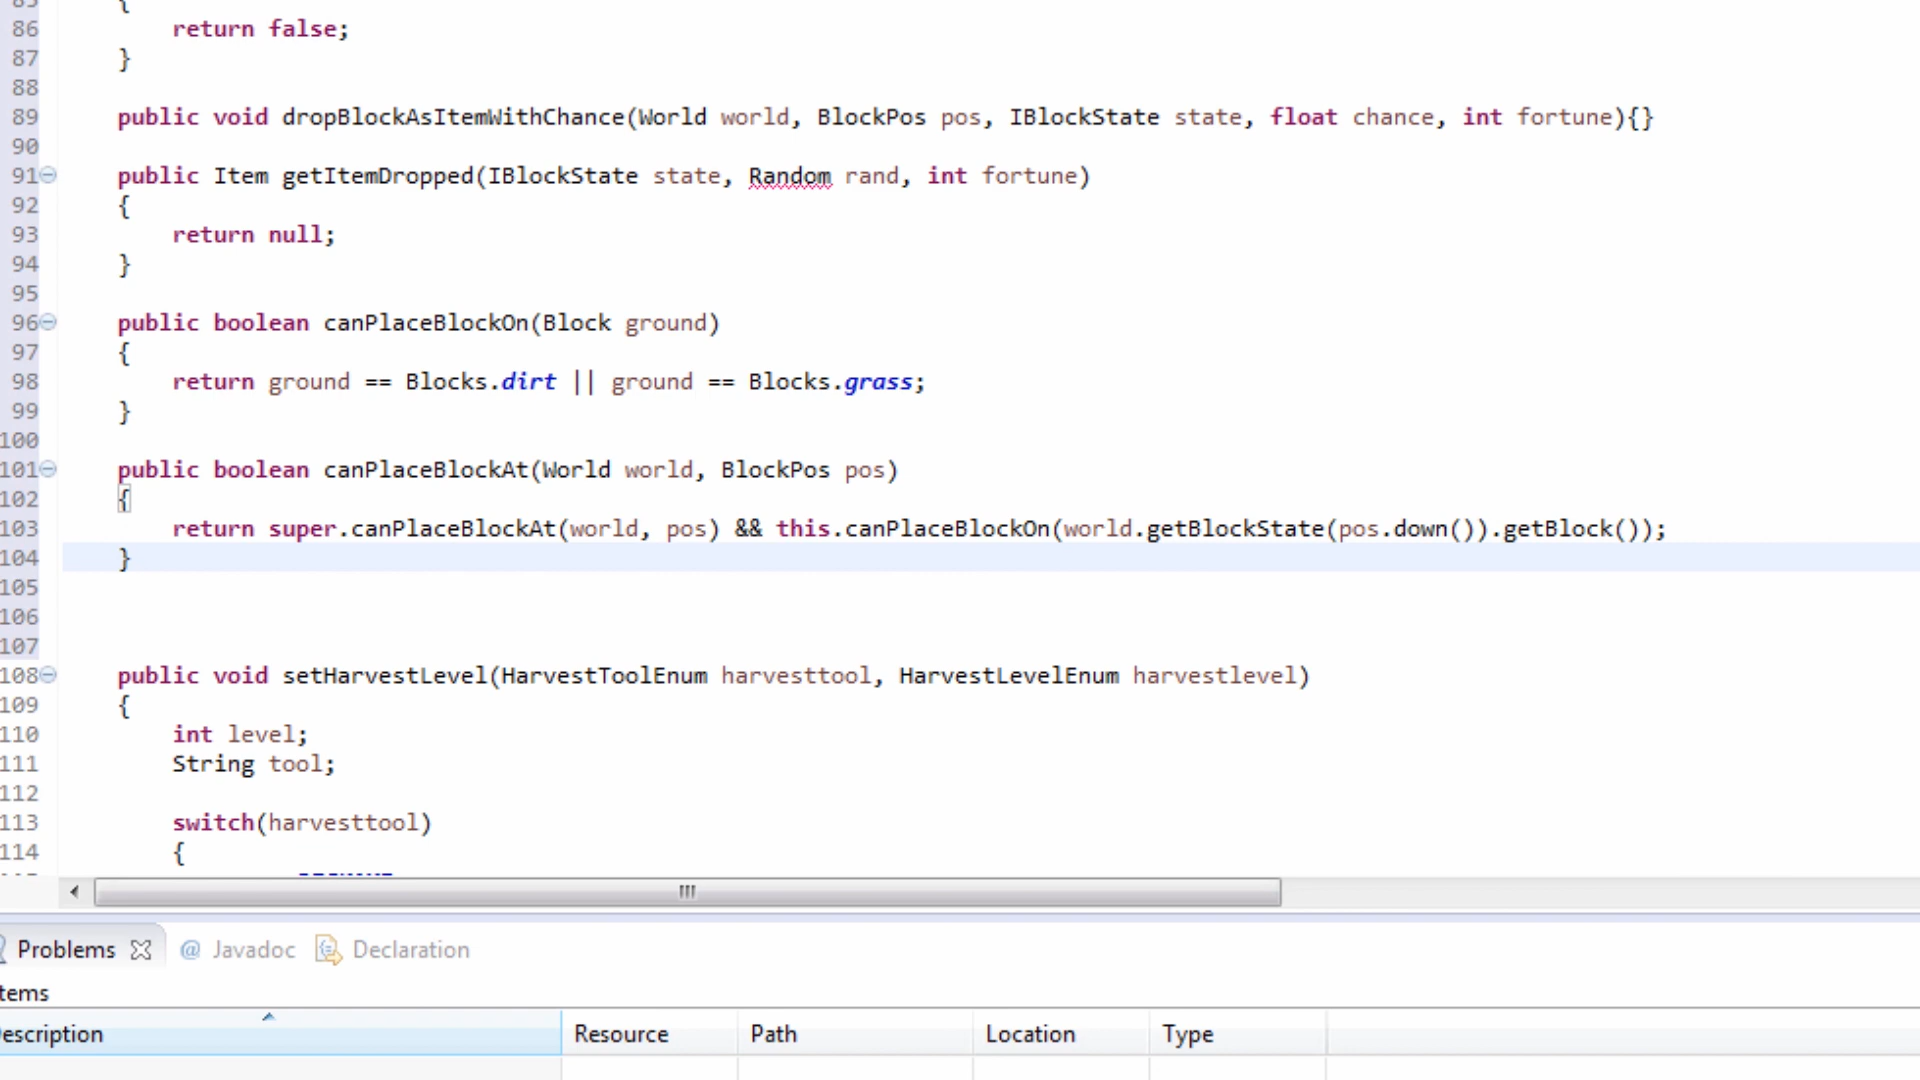 85 {
86 return false;
87 }
88
89 public void dropBlockAsItemWithChance(World world, BlockPos pos, IBlockState state, float chance, int fortune){}
90
91 public Item getItemDropped(IBlockState state, Random rand, int fortune)
92 {
93 return null;
94 }
95
96 public boolean canPlaceBlockOn(Block ground)
97 {
98 return ground == Blocks.dirt || ground == Blocks.grass;
99 }
100
101 public boolean canPlaceBlockAt(World world, BlockPos pos)
102 {
103 return super.canPlaceBlockAt(world, pos) && this.canPlaceBlockOn(world.getBlockState(pos.down()).getBlock());
104 }
105
106
107
108 public void setHarvestLevel(HarvestToolEnum harvesttool, HarvestLevelEnum harvestlevel)
109 {
110 int level;
111 String tool;
112
113 switch(harvesttool)
114 {
Problems @ Javadoc Declaration
tems
escription Resource Path Location Type